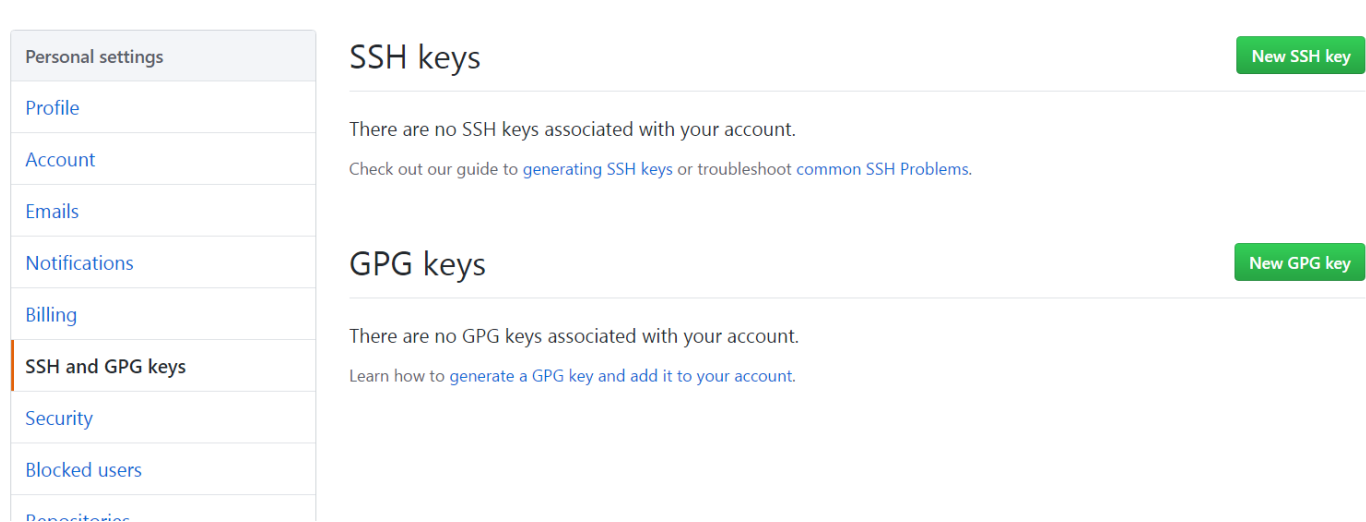 Personal settings
Profile
Account
Emails
Notifications
Billing
SSH and GPG keys
Security
Blocked users
Repositories
SSH keys
New SSH key
There are no SSH keys associated with your account.
Check out our guide to generating SSH keys or troubleshoot common SSH Problems.
GPG keys
New GPG key
There are no GPG keys associated with your account.
Learn how to generate a GPG key and add it to your account.